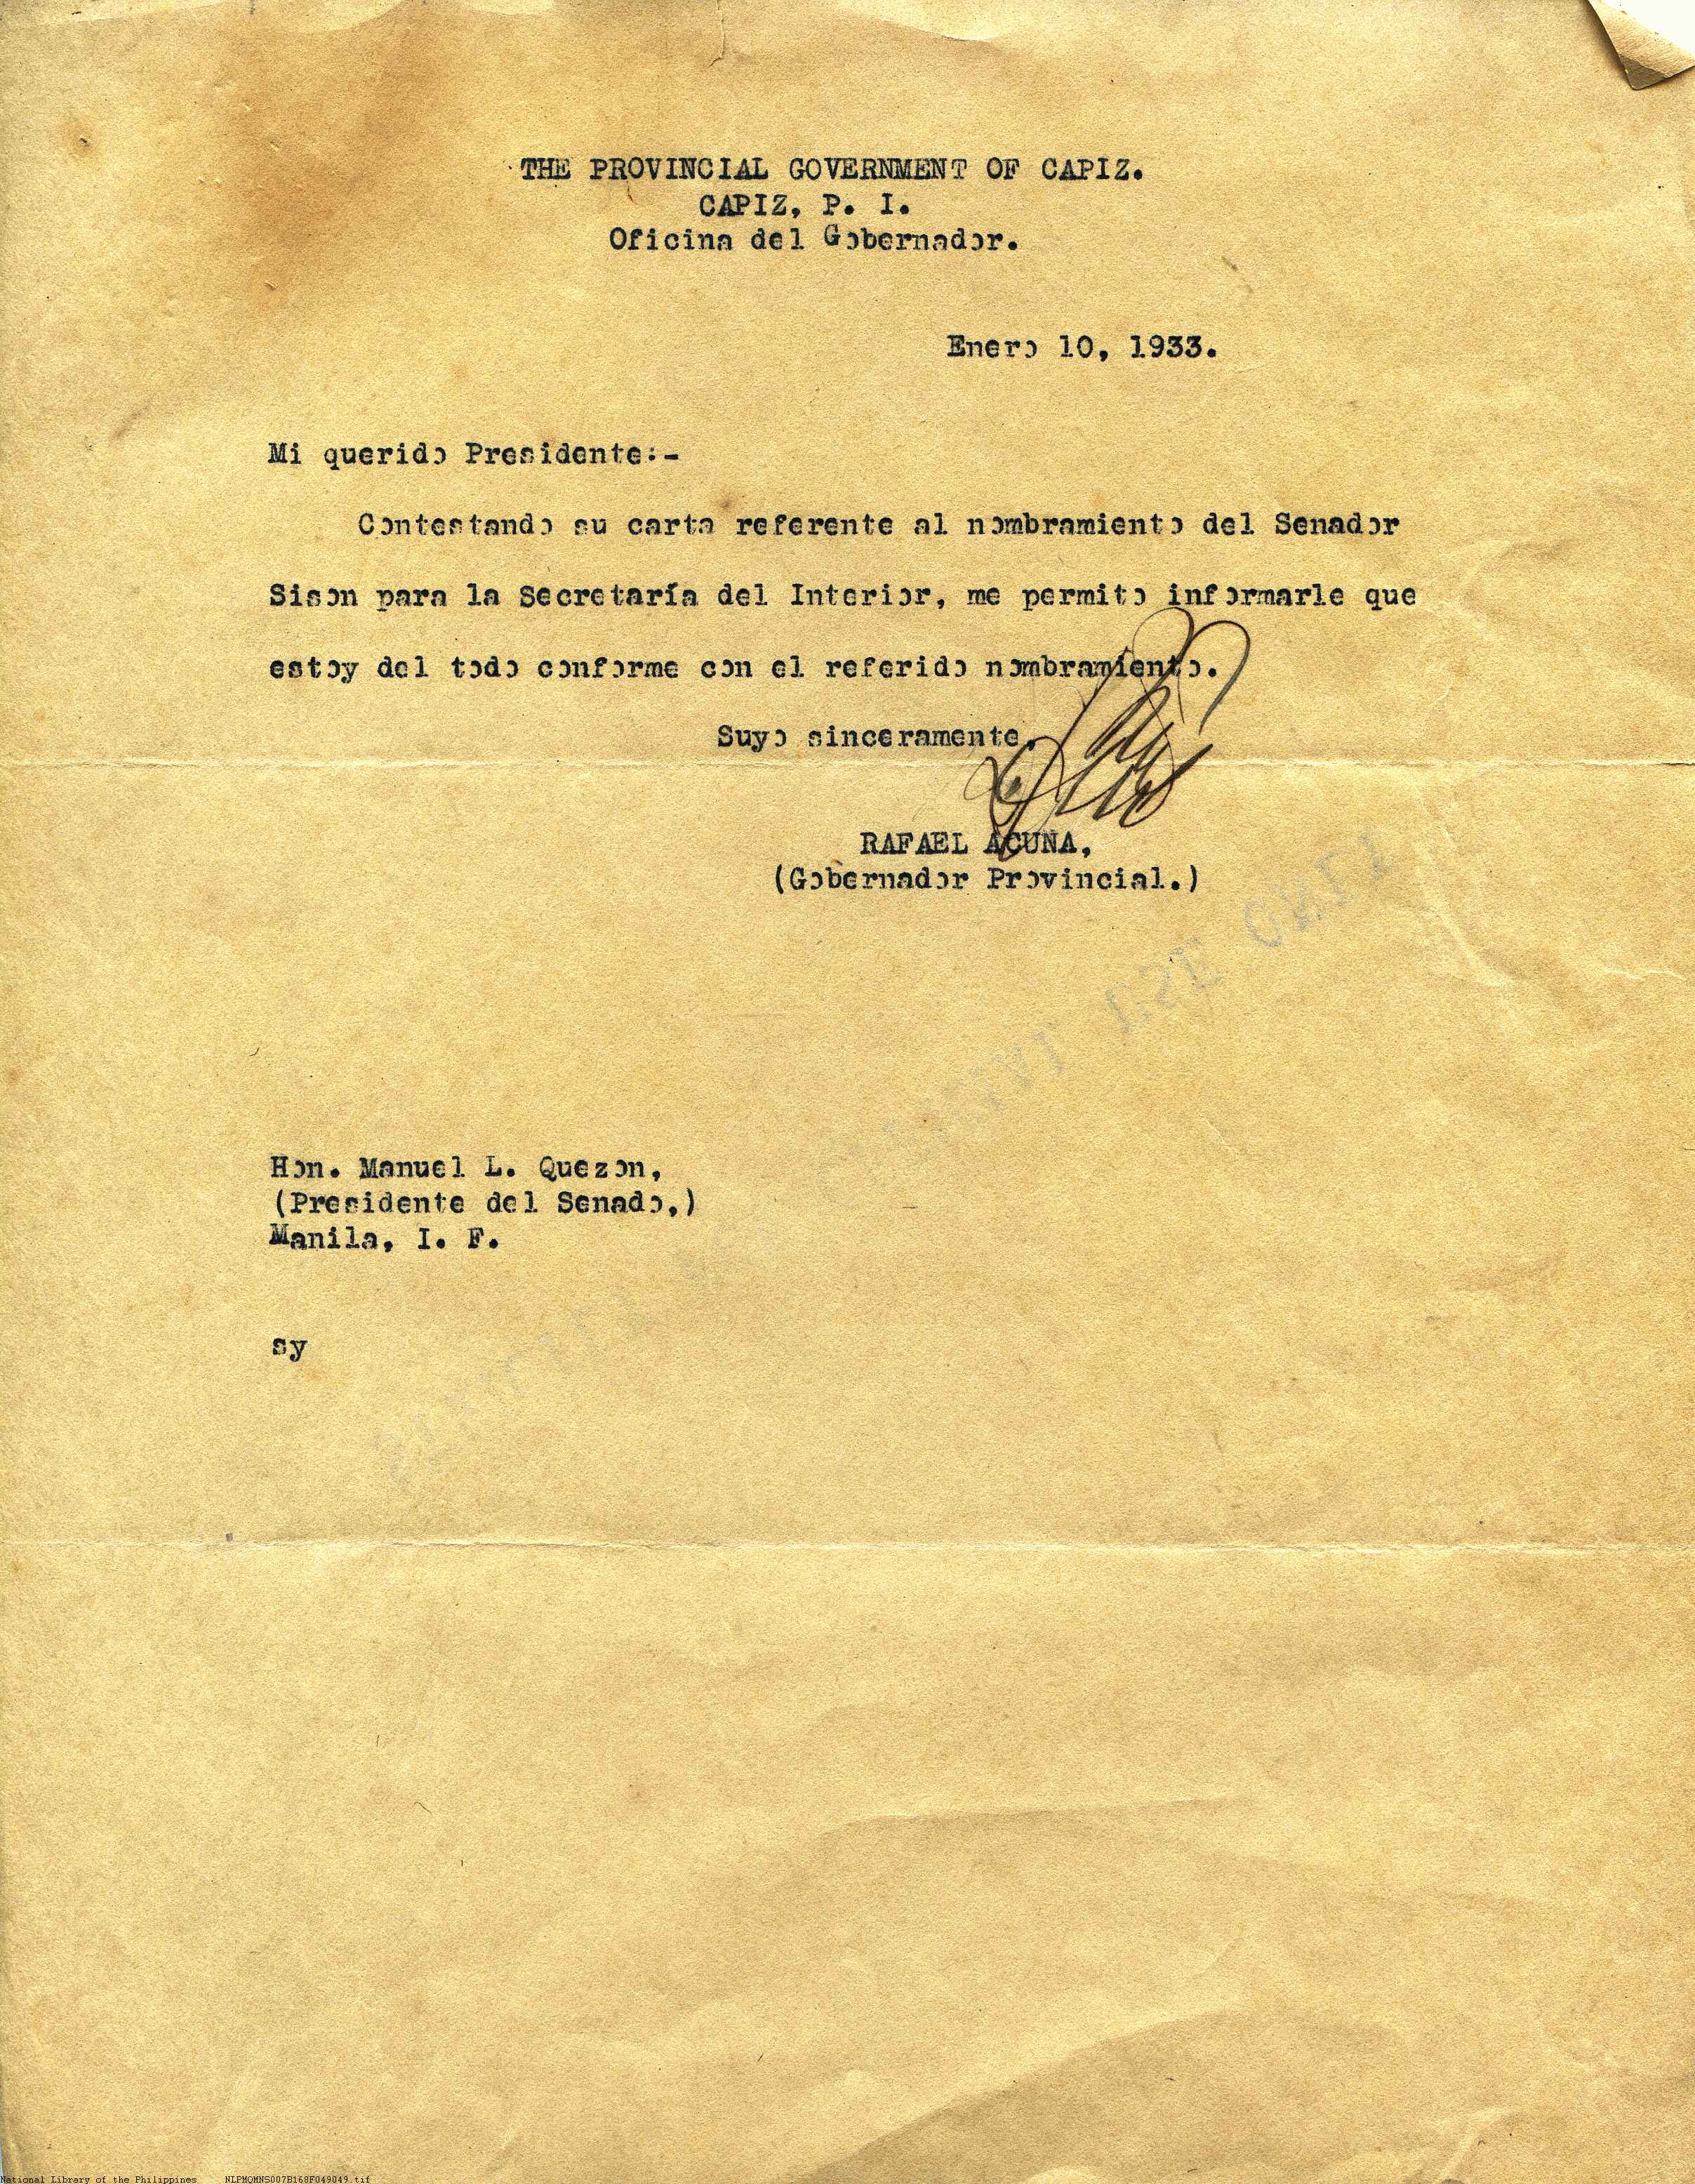 THE PROVINCIAL GOVERNMENT OF CAPIZ.
CAPIZ, P. I.
Oficina del Gobernador.
Enero 10, 1933.
Mi querido Presidente:-
Contestando su carta referente al nombramiento del Senador
Sison para la Secretaría del Interior, me permito informarle que
estoy del todo conforme con el referido nombramiento.
Suyo sinceramente,
RAFAEL ACUNA,
(Gobernador Provincial.)
Hon. Manuel L. Quezon,
(Presidente del Senado,)
Manila, I. F.
sy
National Library of the Philippines NLPMQMNS007B168F049049.tif